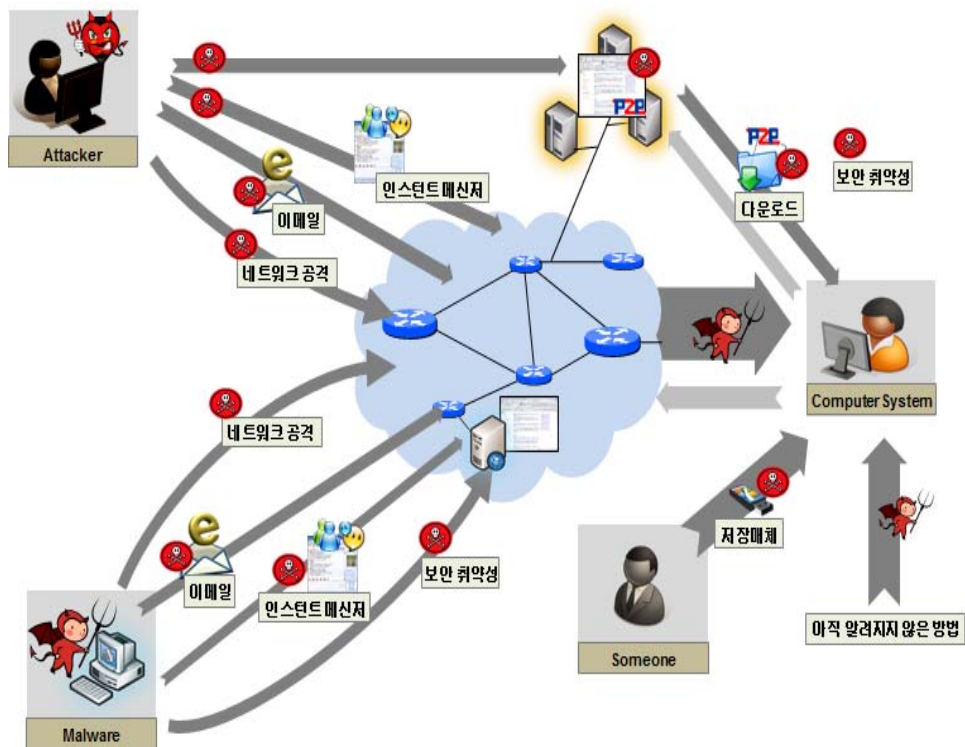 Attacker
인스턴트 메신저
이메일
네트워크 공격
P2P
P2P
다운로드
보안 취약성
Computer System
네트워크 공격
이메일
인스턴트 메신저
보안 취약성
저장매체
Someone
아직 알려지지 않은 방법
Malware